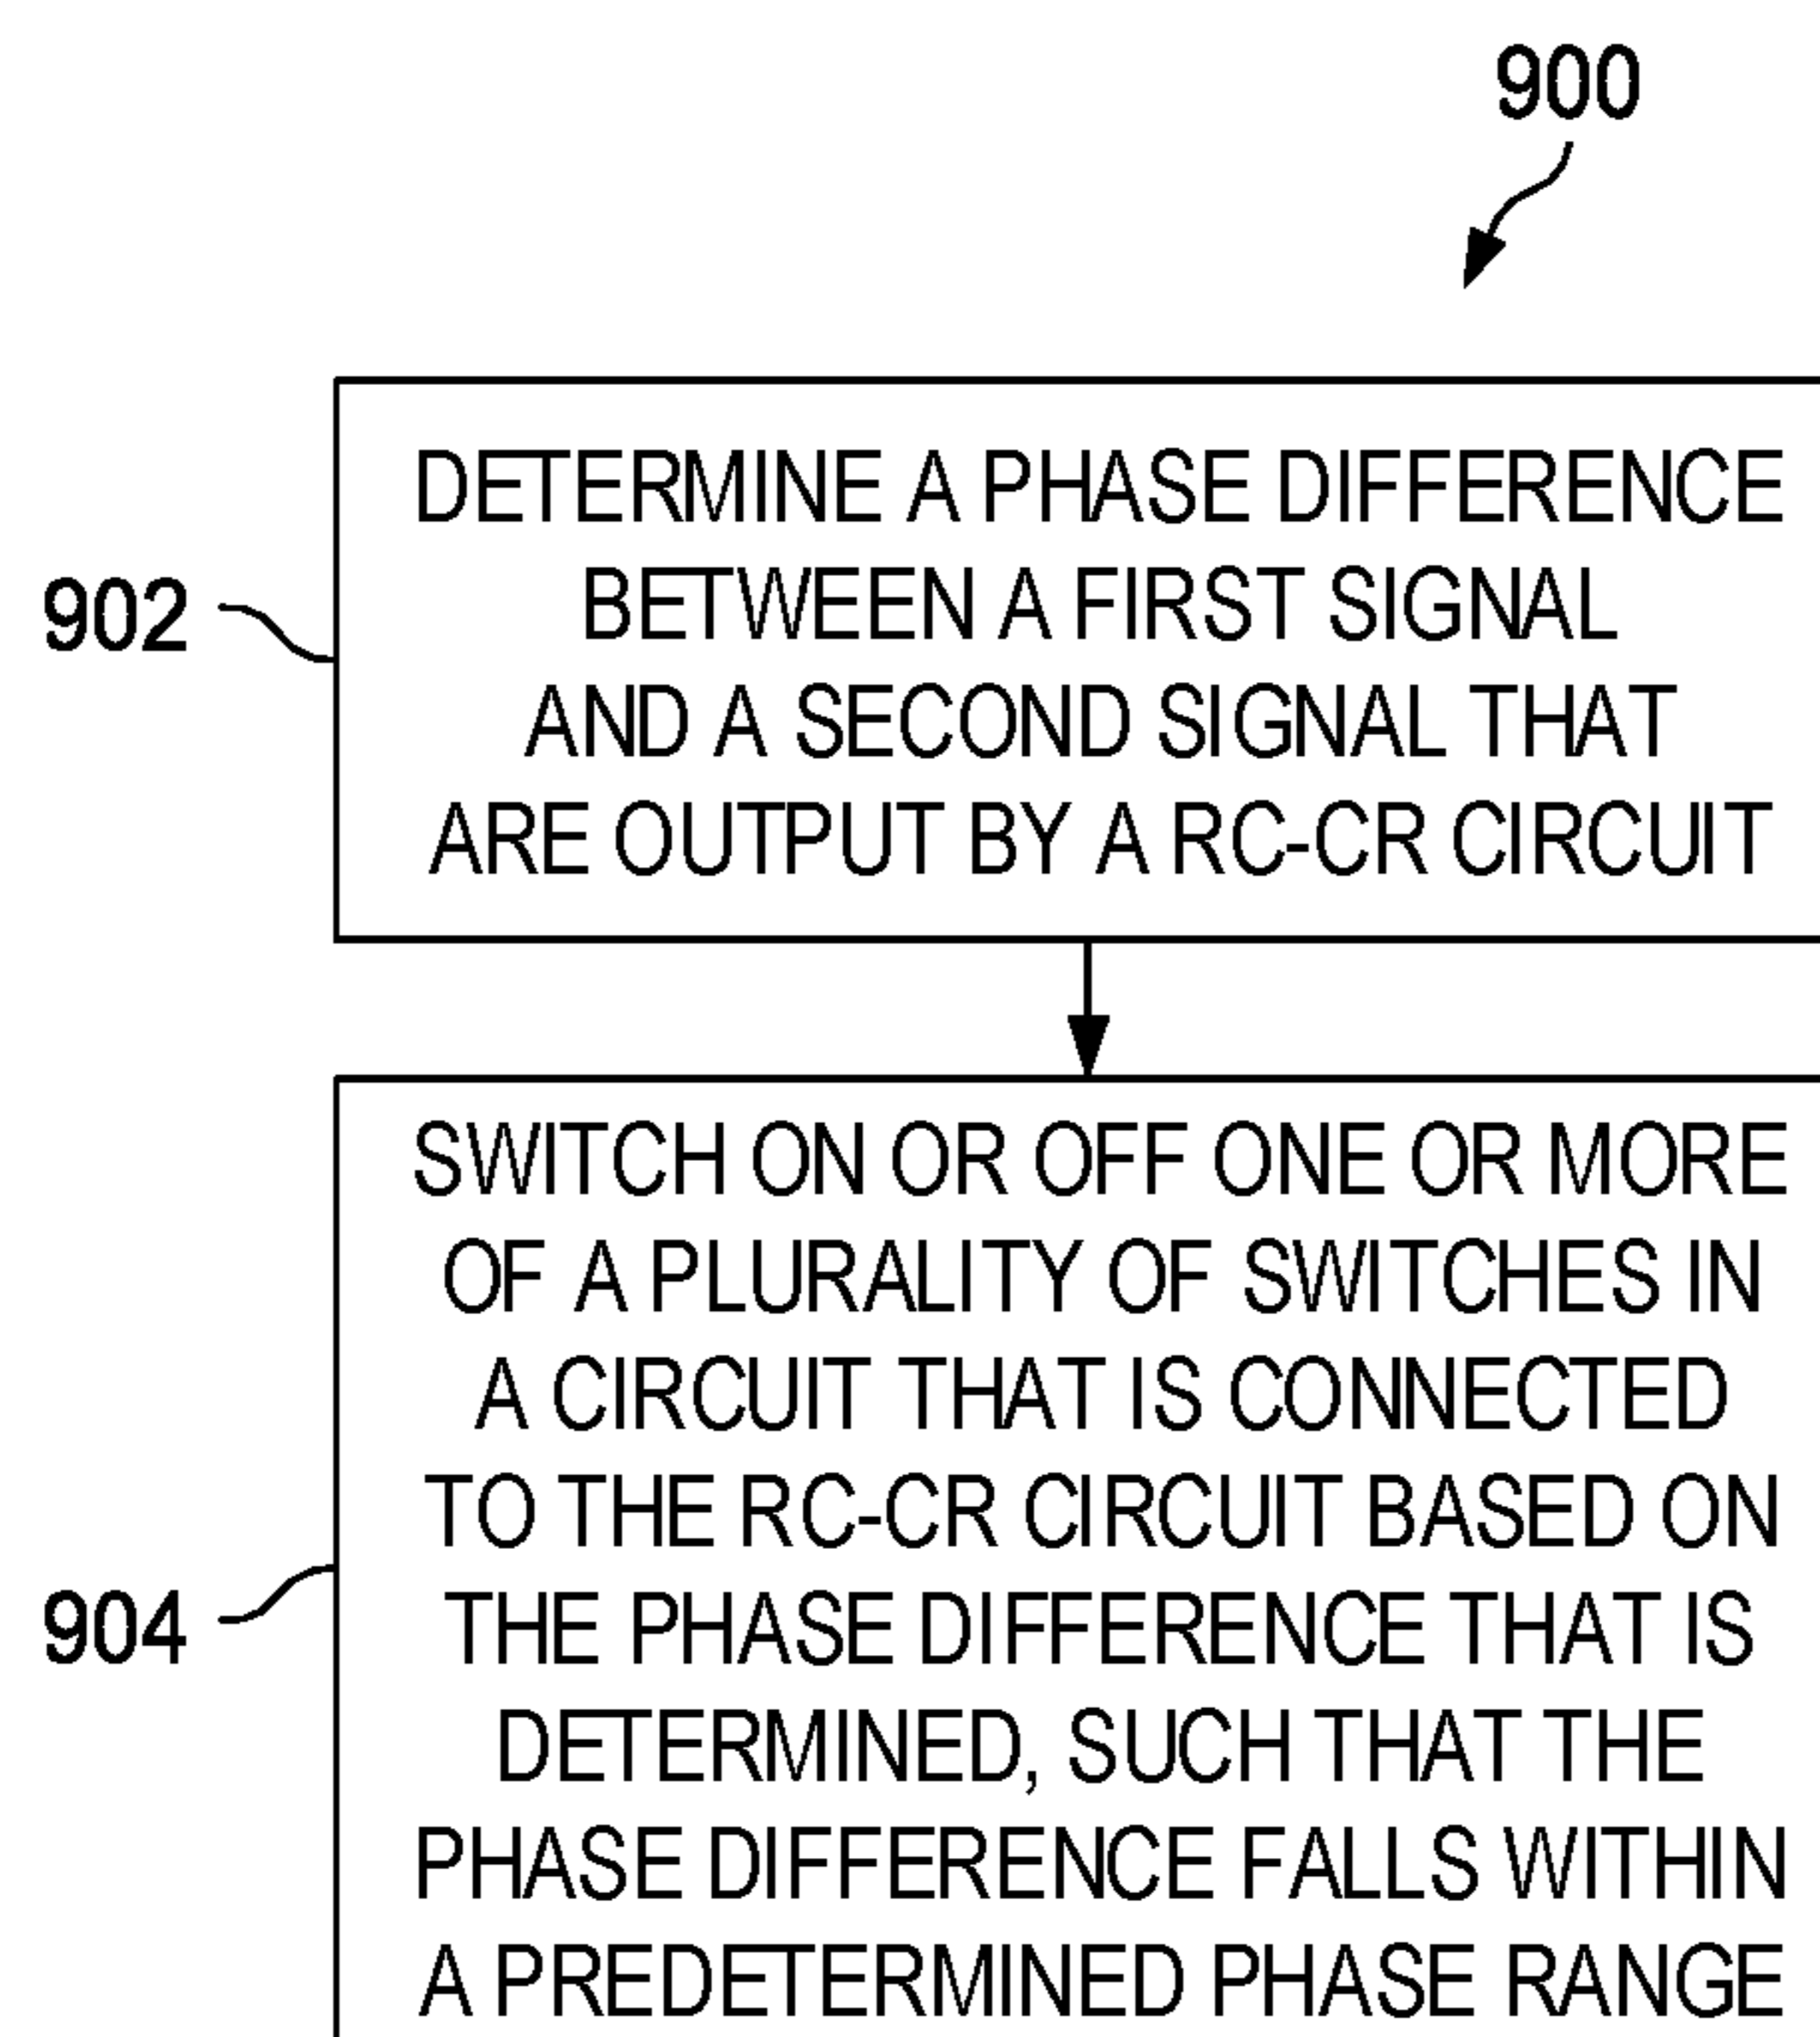 900
902
DETERMINE A PHASE DIFFERENCE
BETWEEN A FIRST SIGNAL
AND A SECOND SIGNAL THAT
ARE OUTPUT BY A RC-CR CIRCUIT
904
SWITCH ON OR OFF ONE OR MORE
OF A PLURALITY OF SWITCHES IN
A CIRCUIT THAT IS CONNECTED
TO THE RC-CR CIRCUIT BASED ON
THE PHASE DIFFERENCE THAT IS
DETERMINED, SUCH THAT THE
PHASE DIFFERENCE FALLS WITHIN
A PREDETERMINED PHASE RANGE